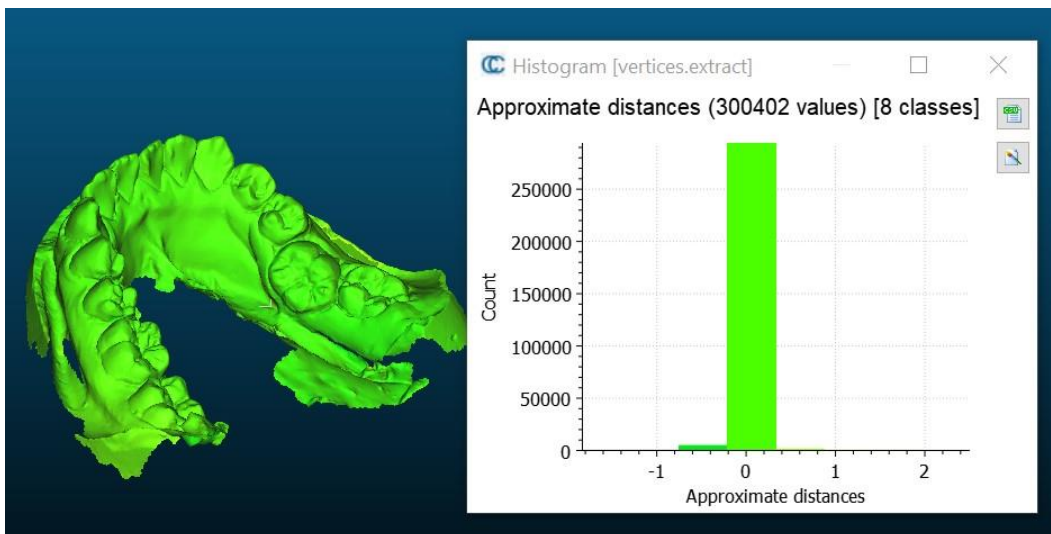 Histogram [vertices.extract]
Approximate distances (300402 values) [8 classes]
250000
200000
150000
100000
50000
0
Count
-1 0 1 2
Approximate distances